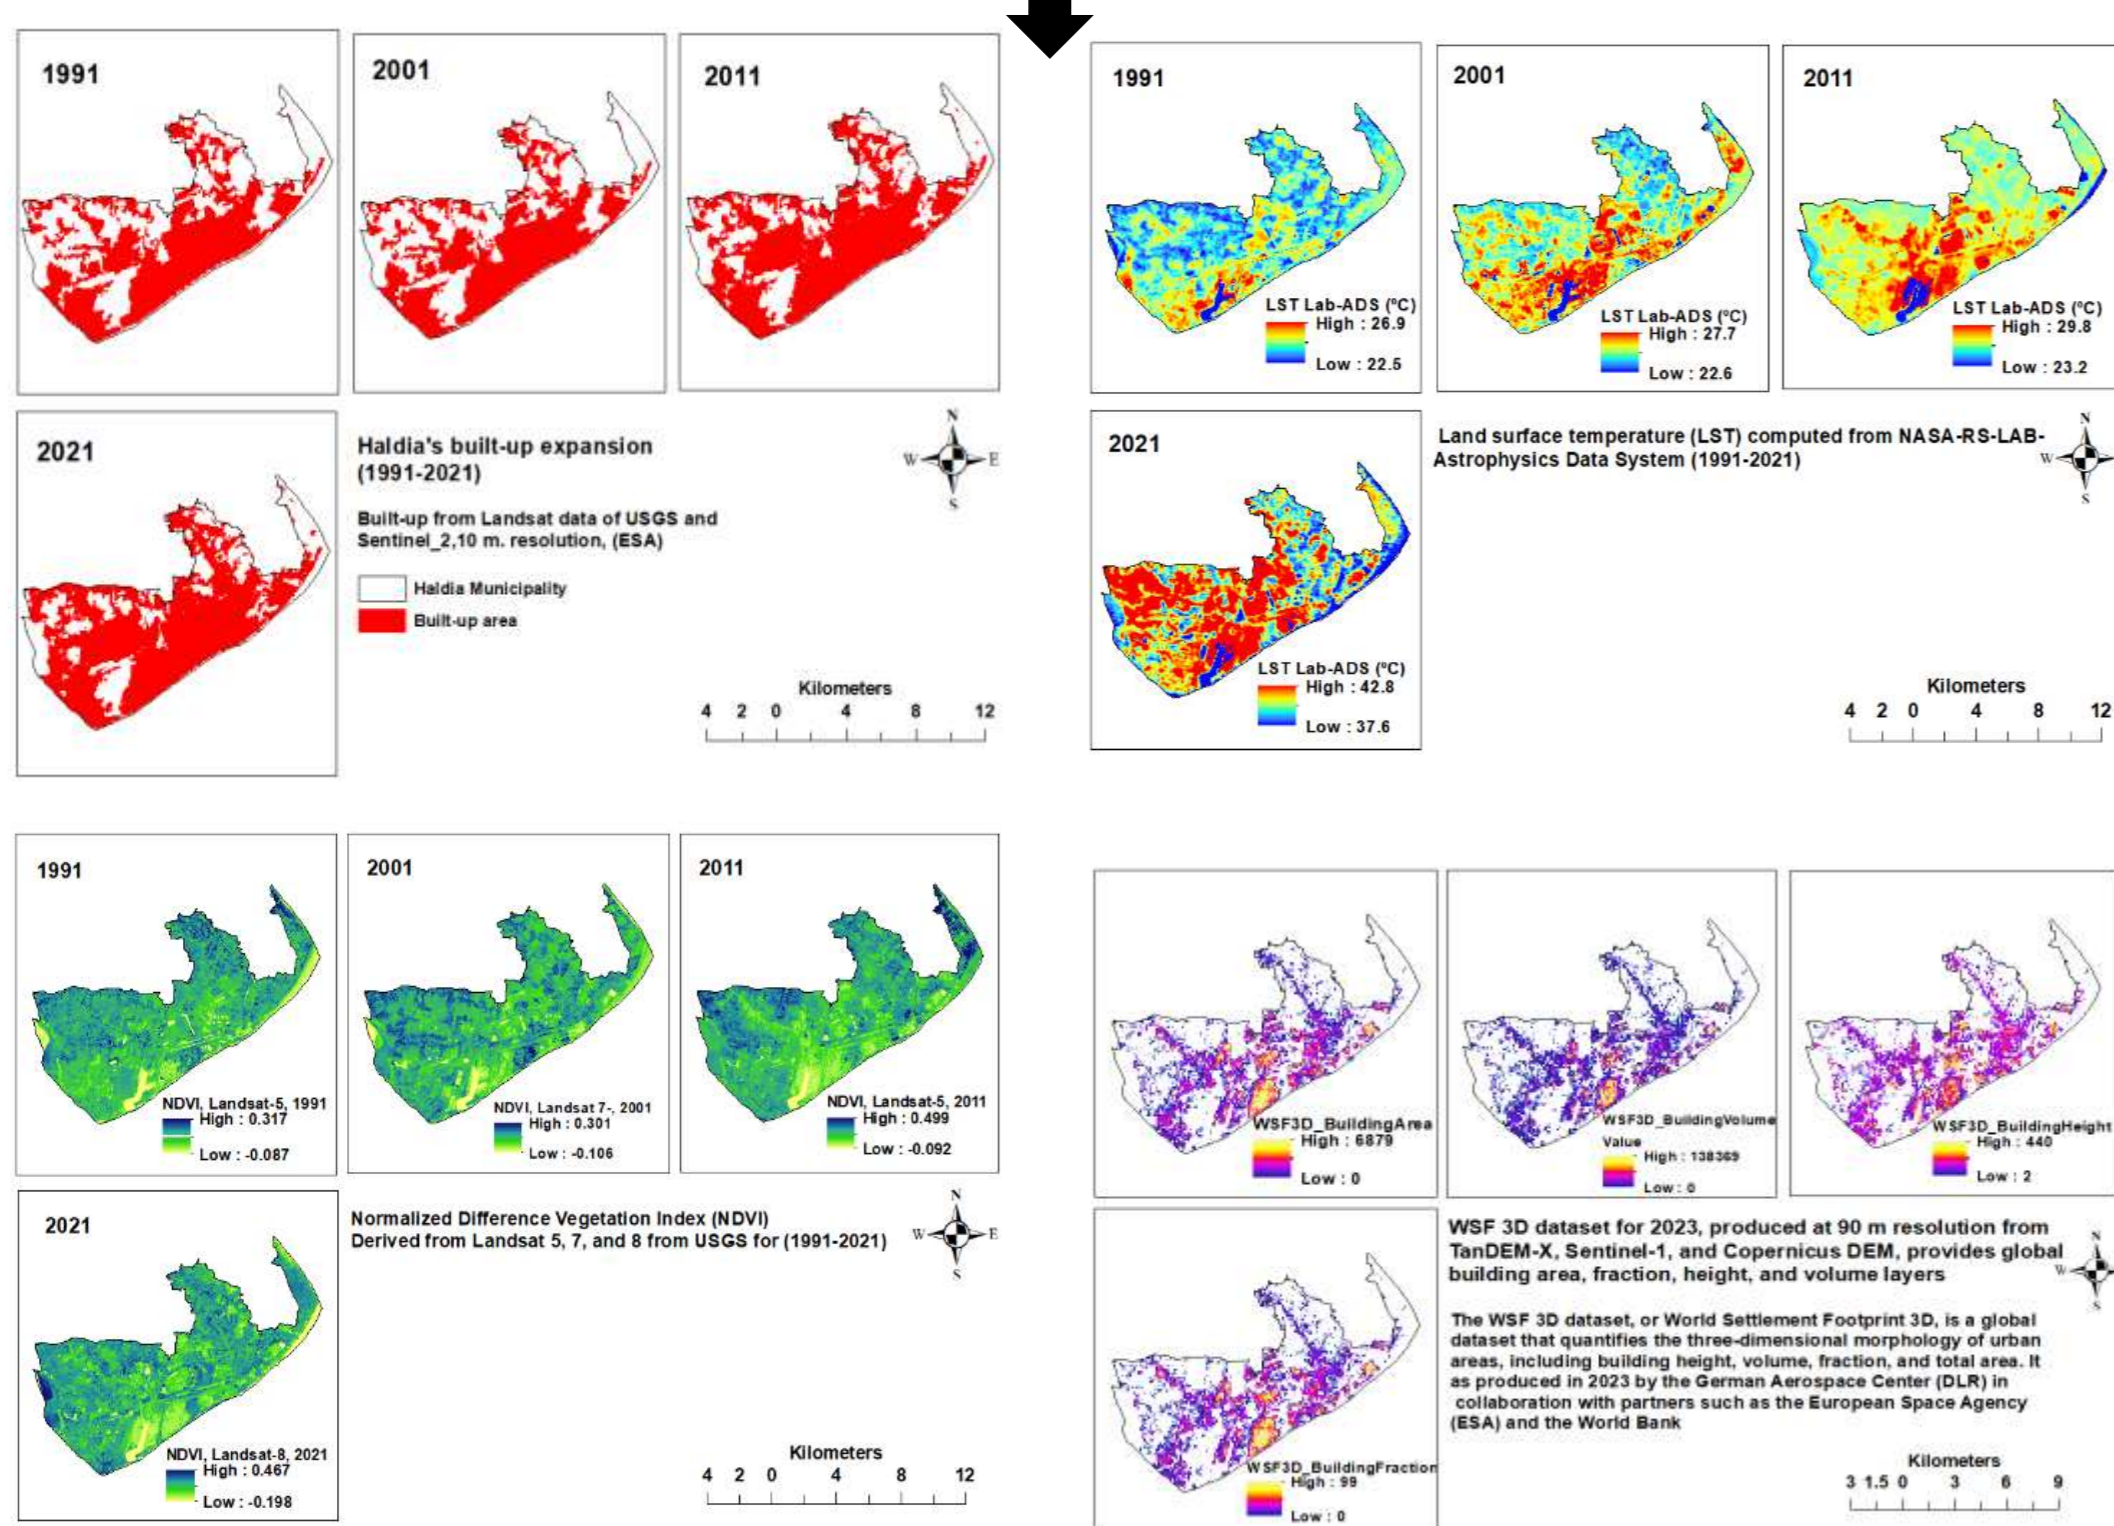 1991
2001
2011
2021
Haldia's built-up expansion
(1991-2021)
Built-up from Landsat data of USGS and
Sentinel_2,10 m. resolution, (ESA)
Haldia Municipality
Built-up area
N
W
E
S
Kilometers
4 2 0 4 8 12
1991
LST Lab-ADS (ºC)
High : 26.9
Low : 22.5
2001
LST Lab-ADS (ºC)
High : 27.7
Low : 22.6
2011
LST Lab-ADS (ºC)
High : 29.8
Low : 23.2
2021
LST Lab-ADS (ºC)
High : 42.8
Low : 37.6
Land surface temperature (LST) computed from NASA-RS-LAB-
Astrophysics Data System (1991-2021)
N
W
S
Kilometers
4 2 0 4 8 12
1991
NDVI, Landsat-5, 1991
High : 0.317
Low : -0.087
2001
NDVI, Landsat 7-, 2001
High : 0.301
Low : -0.106
2011
NDVI, Landsat-5, 2011
High : 0.499
Low : -0.092
2021
NDVI, Landsat-8, 2021
High : 0.467
Low : -0.198
Normalized Difference Vegetation Index (NDVI)
Derived from Landsat 5, 7, and 8 from USGS for (1991-2021)
N
W
E
S
Kilometers
4 2 0 4 8 12
WSF3D_BuildingArea
High : 6879
Low : 0
WSF3D_BuildingVolume
Value
High : 138369
Low : 0
WSF3D_BuildingHeight
High : 440
Low : 2
WSF3D_BuildingFraction
High : 99
Low : 0
WSF 3D dataset for 2023, produced at 90 m resolution from
TanDEM-X, Sentinel-1, and Copernicus DEM, provides global
building area, fraction, height, and volume layers
N
W
S
The WSF 3D dataset, or World Settlement Footprint 3D, is a global
dataset that quantifies the three-dimensional morphology of urban
areas, including building height, volume, fraction, and total area. It
as produced in 2023 by the German Aerospace Center (DLR) in
collaboration with partners such as the European Space Agency
(ESA) and the World Bank
Kilometers
3 1.5 0 3 6 9